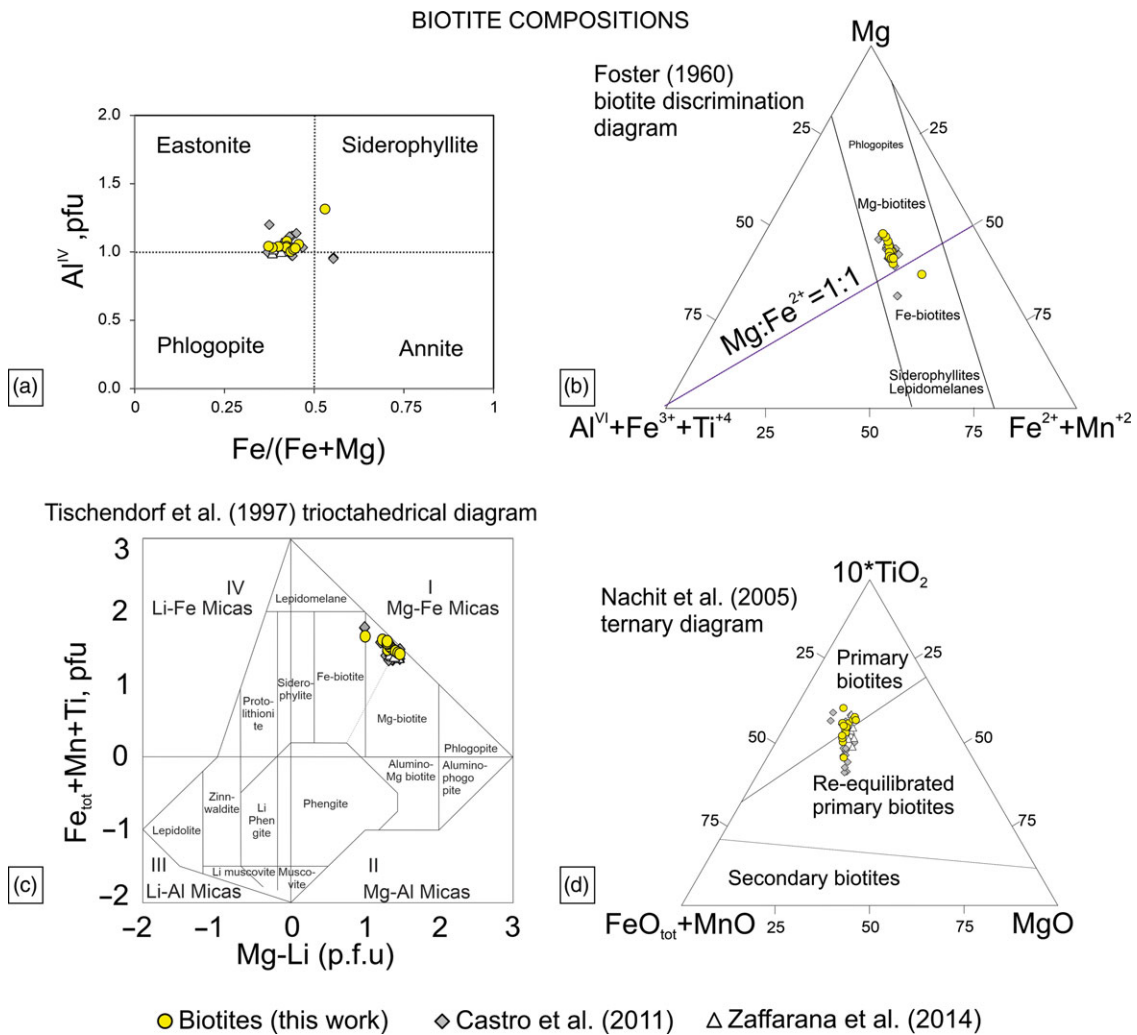 BIOTITE COMPOSITIONS
2.0
1.5
1.0
0.5
0.0
Al^IV ,pfu
Eastonite
Siderophyllite
Phlogopite
Annite
0
0.25
0.5
0.75
1
Fe/(Fe+Mg)
(a)
Mg
Foster (1960)
biotite discrimination
diagram
25
25
Phlogopites
Mg-biotites
50
50
Mg:Fe²⁺=1:1
Fe-biotites
75
75
Siderophyllites
Lepidomelanes
Al^VI+Fe³⁺+Ti⁺⁴
25
50
75
Fe²⁺+Mn⁺²
(b)
Tischendorf et al. (1997) trioctahedrical diagram
3
2
1
0
−1
−2
Fe_tot+Mn+Ti, pfu
IV
Li-Fe Micas
I
Mg-Fe Micas
Lepidomelane
Proto-
lithioni
te
Sidero-
phylite
Fe-biotite
Mg-biotite
Phlogopite
Alumino-
Mg biotite
Alumino-
phogo
pite
Zinn-
waldite
Li
Phen
gite
Phengite
Lepidolite
Li muscovite
Musco-
vite
III
Li-Al Micas
II
Mg-Al Micas
−2
−1
0
1
2
3
Mg-Li (p.f.u)
(c)
10*TiO₂
Nachit et al. (2005)
ternary diagram
25
25
Primary
biotites
50
50
Re-equilibrated
primary biotites
75
75
Secondary biotites
FeO_tot+MnO
25
50
75
MgO
(d)
Biotites (this work)
Castro et al. (2011)
Zaffarana et al. (2014)